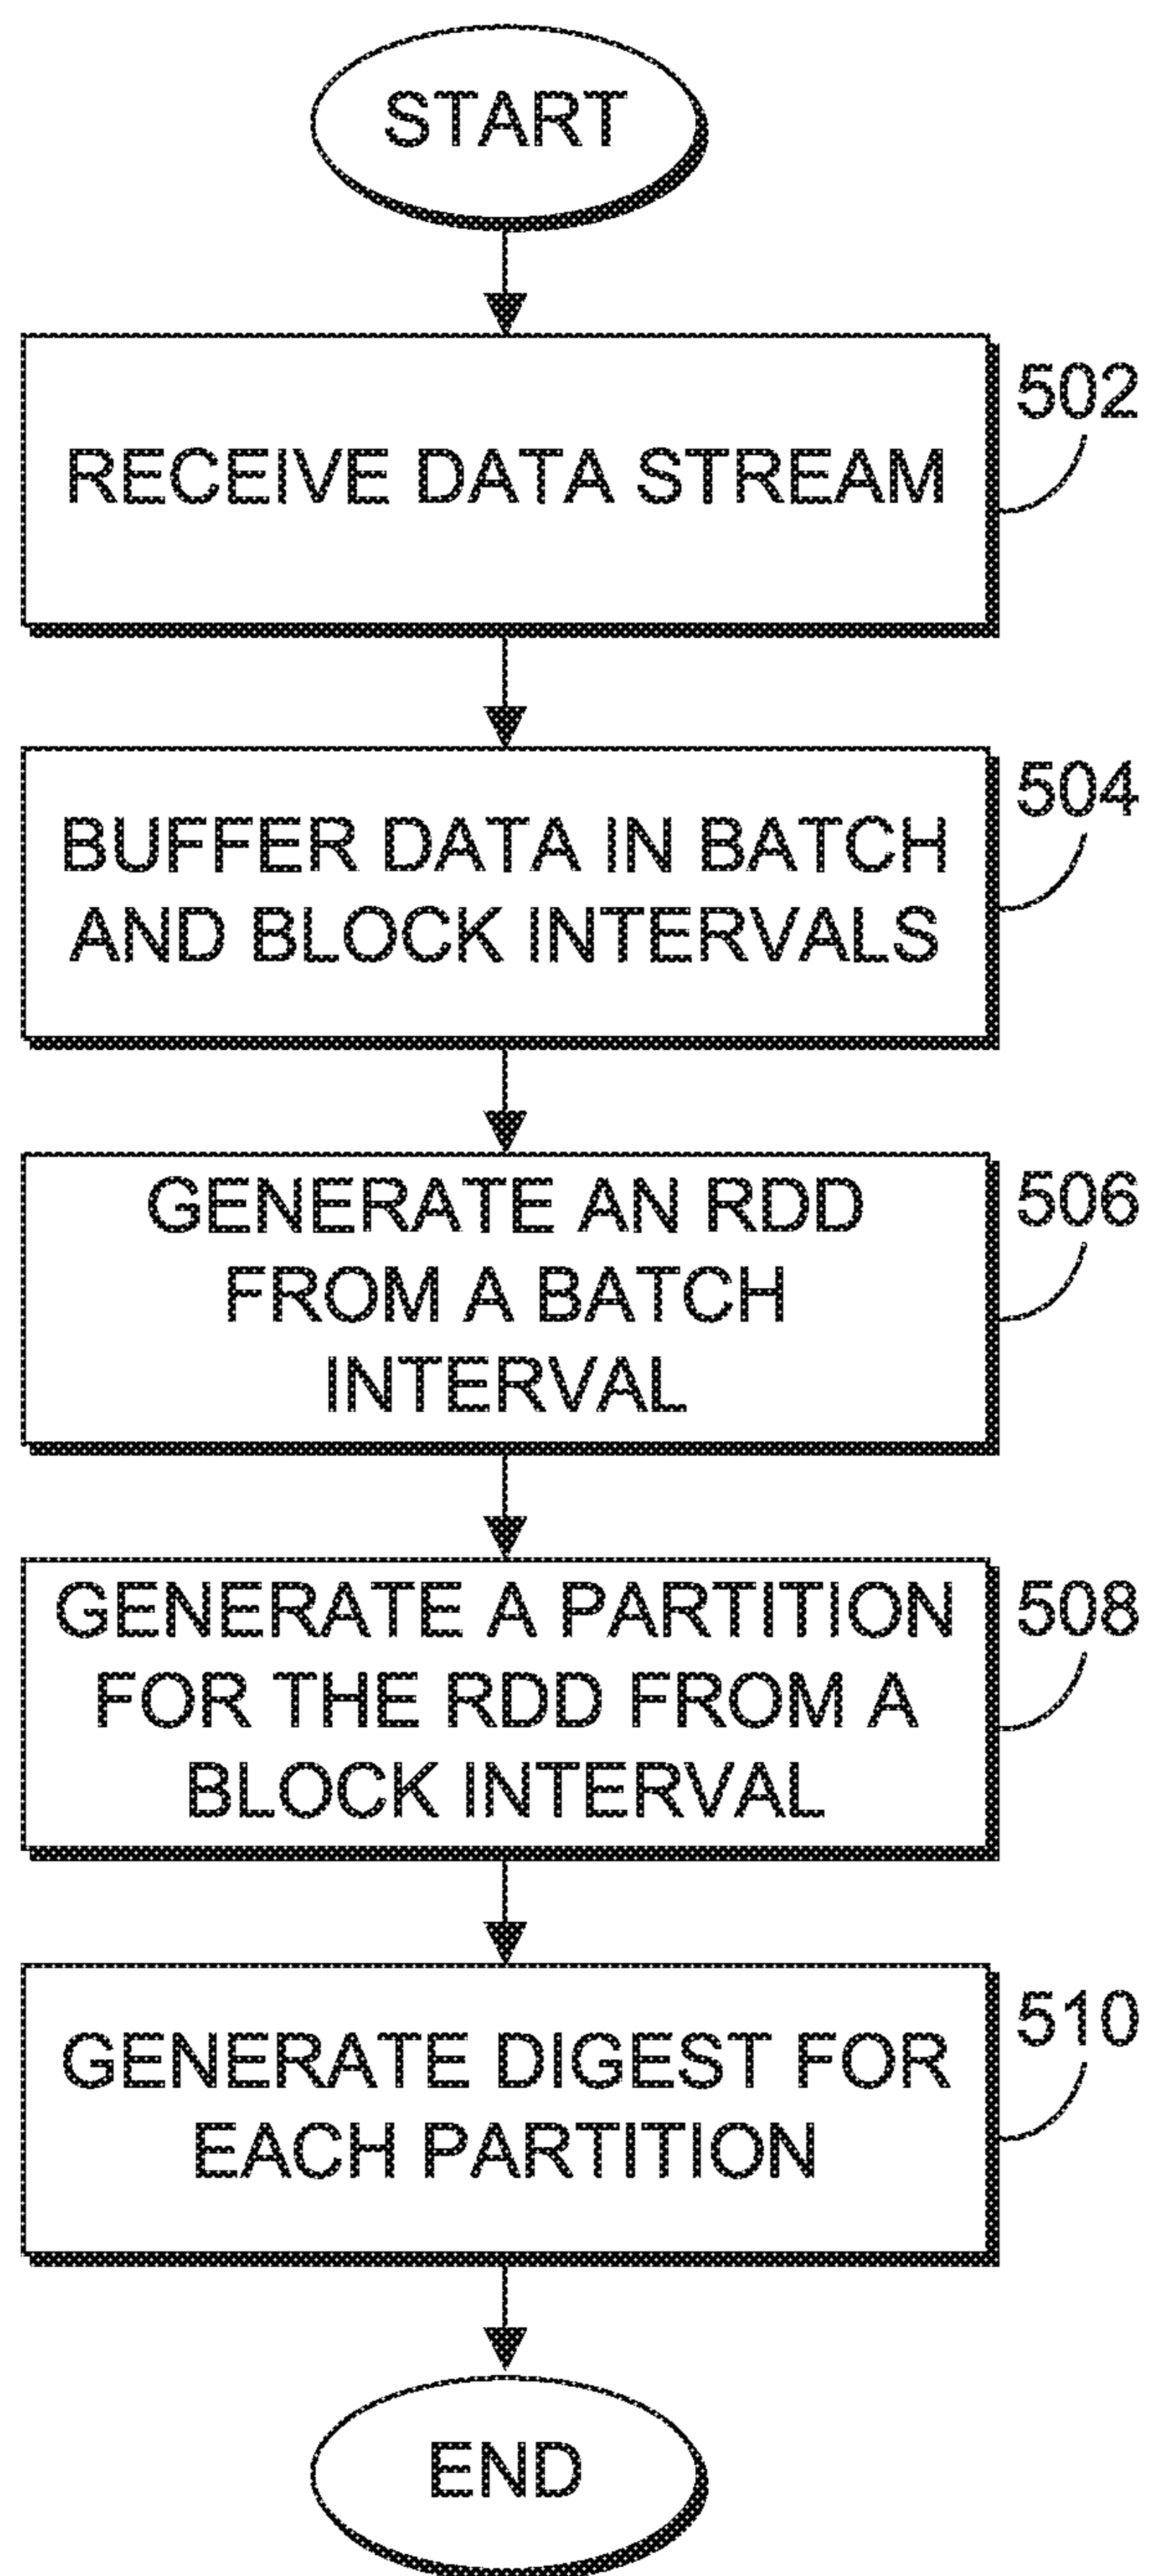 START
RECEIVE DATA STREAM
502
BUFFER DATA IN BATCH
AND BLOCK INTERVALS
504
GENERATE AN RDD
FROM A BATCH
INTERVAL
506
GENERATE A PARTITION
FOR THE RDD FROM A
BLOCK INTERVAL
508
GENERATE DIGEST FOR
EACH PARTITION
510
END